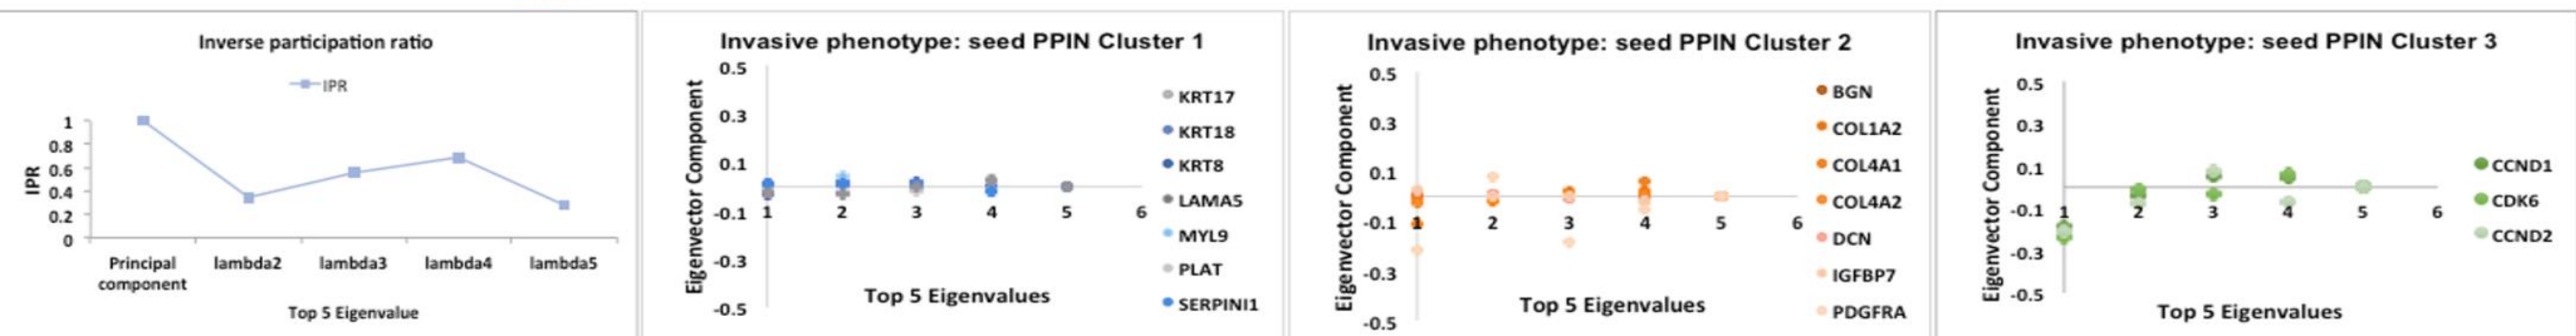 Inverse participation ratio
IPR
IPR
1
0.8
0.6
0.4
0.2
0
Principal component
lambda2
lambda3
lambda4
lambda5
Top 5 Eigenvalue
Invasive phenotype: seed PPIN Cluster 1
Eigenvector Component
0.5
0.3
0.1
-0.1
-0.3
-0.5
1 2 3 4 5 6
Top 5 Eigenvalues
KRT17
KRT18
KRT8
LAMA5
MYL9
PLAT
SERPINI1
Invasive phenotype: seed PPIN Cluster 2
Eigenvector Component
0.5
0.3
0.1
-0.1
-0.3
-0.5
1 2 3 4 5 6
Top 5 Eigenvalues
BGN
COL1A2
COL4A1
COL4A2
DCN
IGFBP7
PDGFRA
Invasive phenotype: seed PPIN Cluster 3
Eigenvector Component
0.5
0.3
0.1
-0.1
-0.3
-0.5
1 2 3 4 5 6
Top 5 Eigenvalues
CCND1
CDK6
CCND2